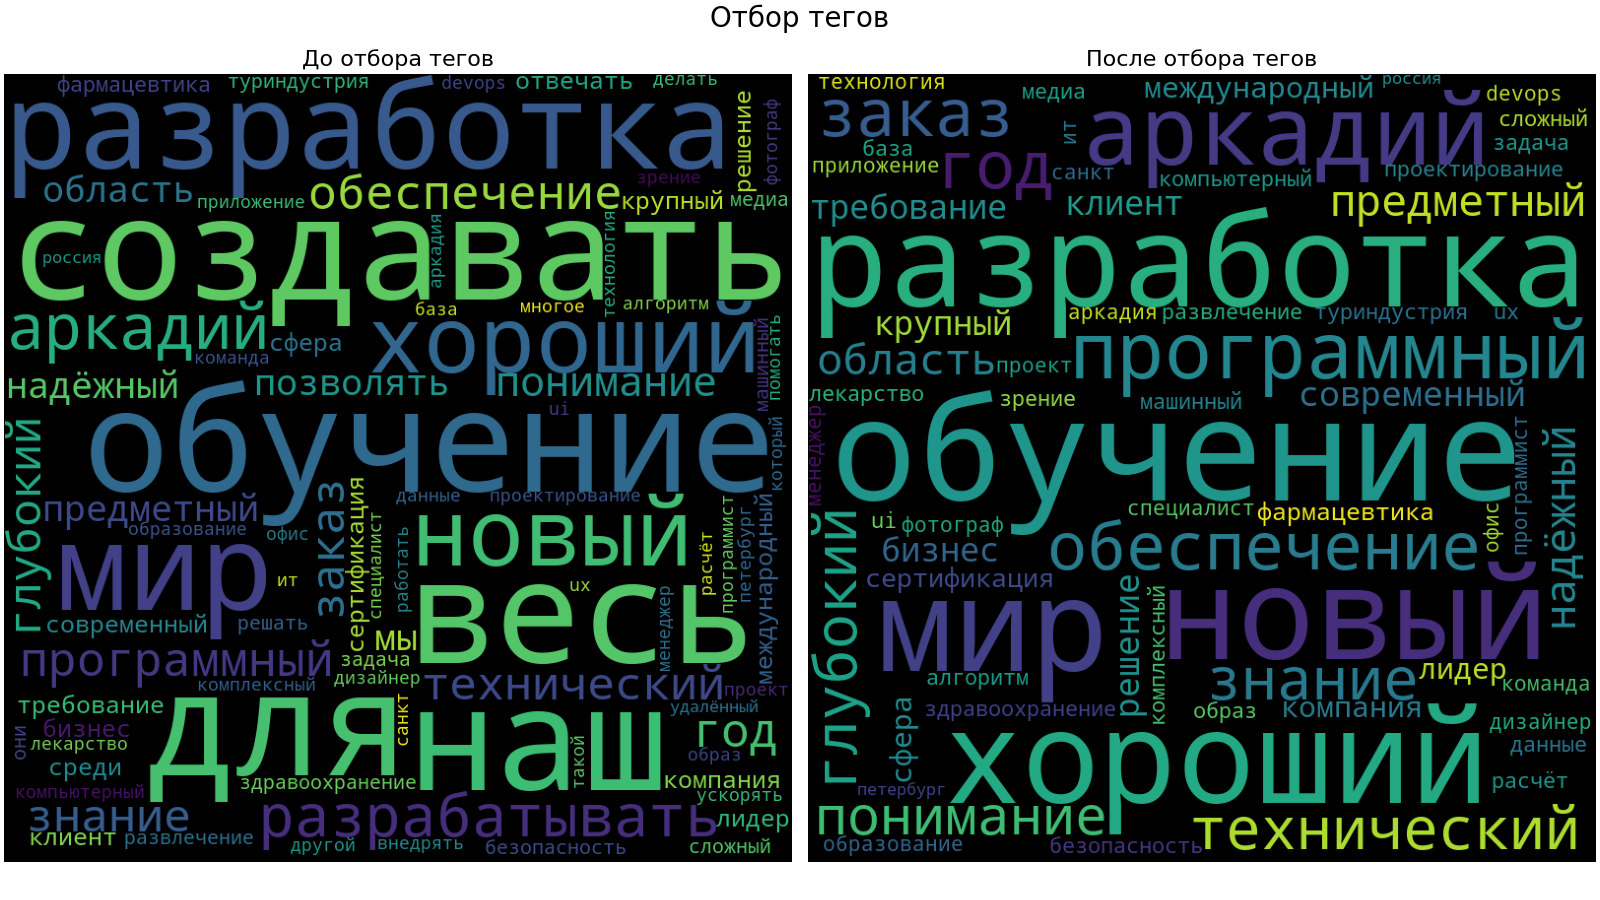 Отбор тегов
До отбора тегов
фармацевтика туриндустрия devops отвечать делать
разработка решение фотограф
область приложение обеспечение зрение крупный медиа
создавать
россия аркадия технология
база многое алгоритм
аркадий сфера хороший
команда машинный помогать
надёжный позволять понимание
ui
обучение который
глубокий
данные проектирование
предметный образование офис заказ сертификация новый
специалист работать расчёт программист петербург международный
мир ит весь ux
современный решать мы
программный задача менеджер
комплексный дизайнер технический проект
требование санкт удалённый
для наш такой год
они бизнес образ
лекарство
среди здравоохранение компания
компьютерный ускорять
знание разрабатывать лидер
клиент развлечение другой внедрять безопасность сложный
После отбора тегов
технология медиа международный россия devops
заказ ит аркадий сложный
база год задача
приложение санкт компьютерный проектирование
требование клиент предметный
разработка
крупный аркадия развлечение туриндустрия ux
область проект программный
лекарство зрение машинный современный
менеджер обучение программист
специалист фармацевтика офис надёжный
глубокий ui фотограф
бизнес обеспечение
сертификация решение комплексный новый
мир
алгоритм знание лидер команда
сфера здравоохранение образ компания дизайнер
хороший данные
петербург расчёт
понимание технический
образование безопасность